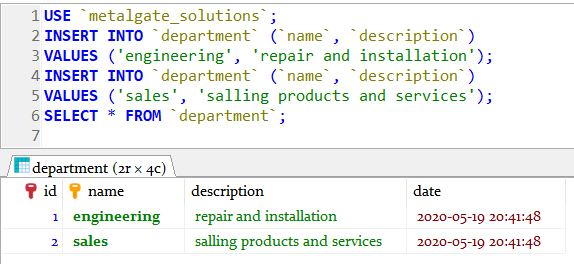 1 USE `metalgate_solutions`;
2 INSERT INTO `department` (`name`, `description`)
3 VALUES ('engineering', 'repair and installation');
4 INSERT INTO `department` (`name`, `description`)
5 VALUES ('sales', 'salling products and services');
6 SELECT * FROM `department`;
7
department (2r × 4c)
id name description date
1 engineering repair and installation 2020-05-19 20:41:48
2 sales salling products and services 2020-05-19 20:41:48